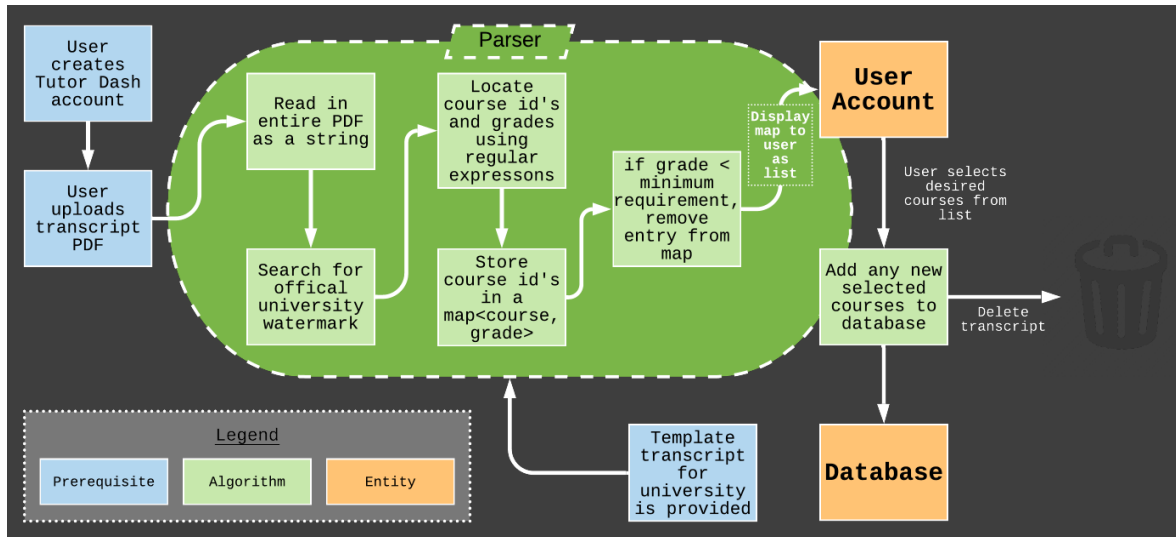 User
creates
Tutor Dash
account
User
uploads
transcript
PDF
Parser
Read in
entire PDF
as a string
Search for
offical
university
watermark
Locate
course id's
and grades
using
regular
expressons
Store
course id's
in a
map<course,
grade>
if grade <
minimum
requirement,
remove
entry from
map
Display
map to
user
as
list
User
Account
User selects
desired
courses from
list
Add any new
selected
courses to
database
Delete
transcript
Database
Template
transcript
for
university
is provided
Legend
Prerequisite
Algorithm
Entity